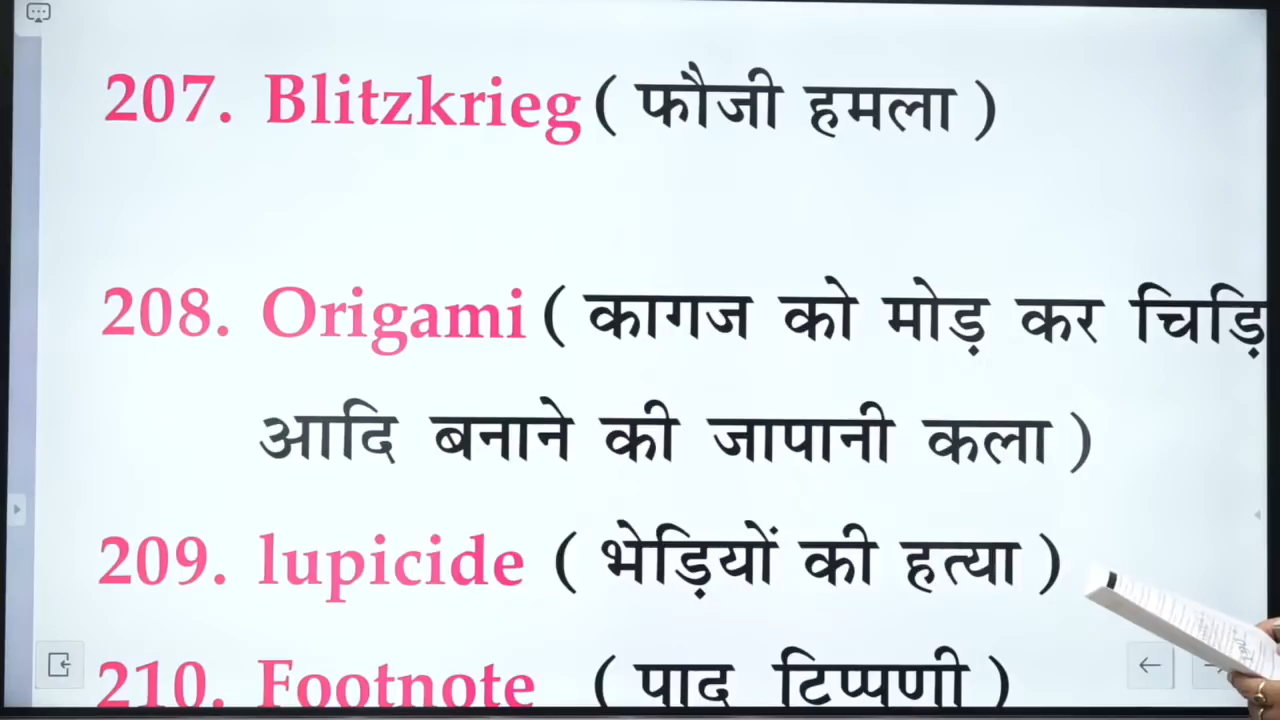 207. Blitzkrieg ( फौजी हमला )
208. Origami ( कागज को मोड़ कर
आदि बनाने की जापानी कला )
209. lupicide ( भेड़ियों की हत्या )
210. Footnote ( पाद टिप्पणी )